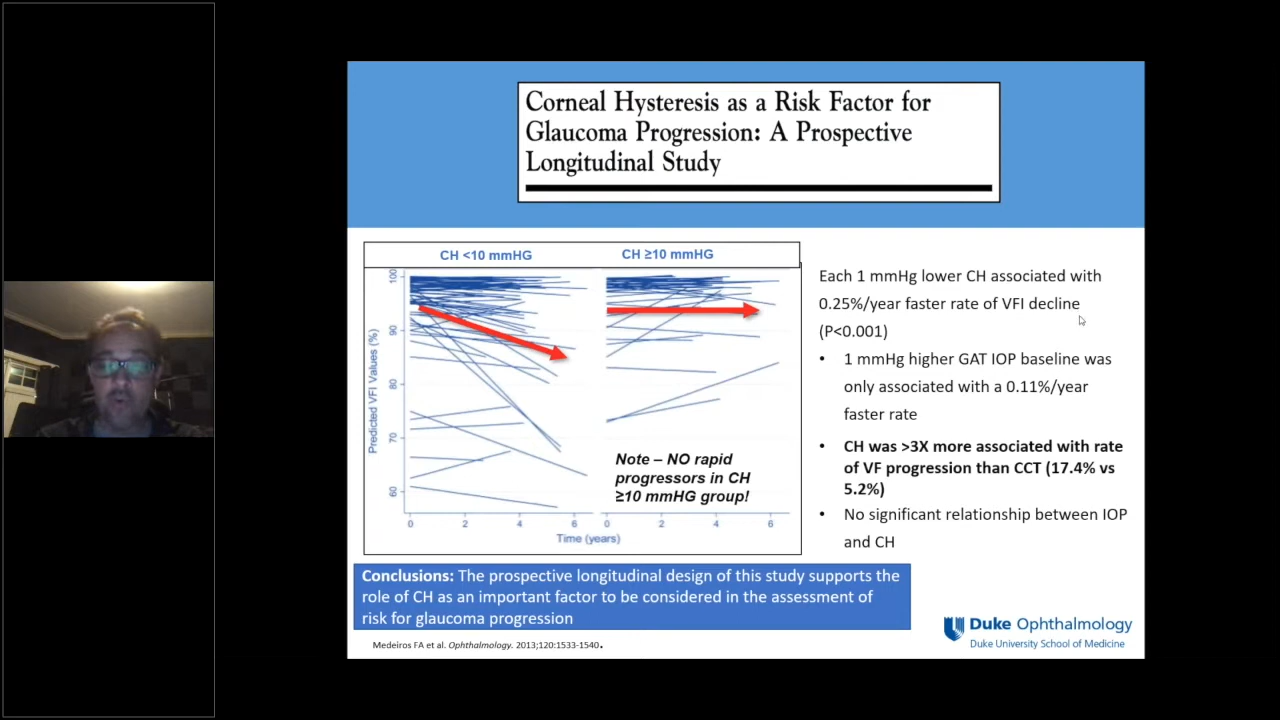 Corneal Hysteresis as a Risk Factor for
Glaucoma Progression: A Prospective
Longitudinal Study
CH <10 mmHG
CH ≥10 mmHG
Predicted VFI Values (%)
100
90
80
70
60
0
2
4
6
0
2
4
6
Time (years)
Note – NO rapid
progressors in CH
≥10 mmHG group!
Each 1 mmHg lower CH associated with
0.25%/year faster rate of VFI decline
(P<0.001)
• 1 mmHg higher GAT IOP baseline was
only associated with a 0.11%/year
faster rate
• CH was >3X more associated with rate
of VF progression than CCT (17.4% vs
5.2%)
• No significant relationship between IOP
and CH
Conclusions: The prospective longitudinal design of this study supports the
role of CH as an important factor to be considered in the assessment of
risk for glaucoma progression
Medeiros FA et al. Ophthalmology. 2013;120:1533-1540.
Duke Ophthalmology
Duke University School of Medicine